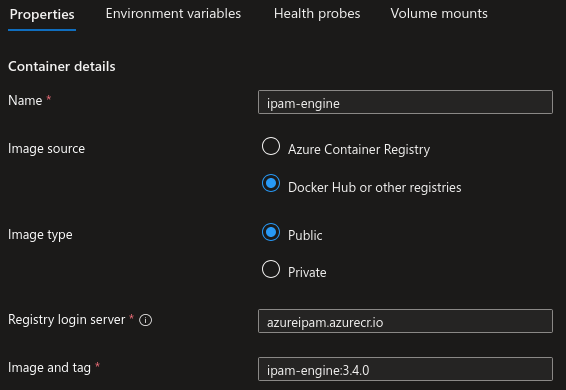 Properties Environment variables Health probes Volume mounts
Container details
Name * ipam-engine
Image source Azure Container Registry
Docker Hub or other registries
Image type Public
Private
Registry login server * azureipam.azurecr.io
Image and tag * ipam-engine:3.4.0